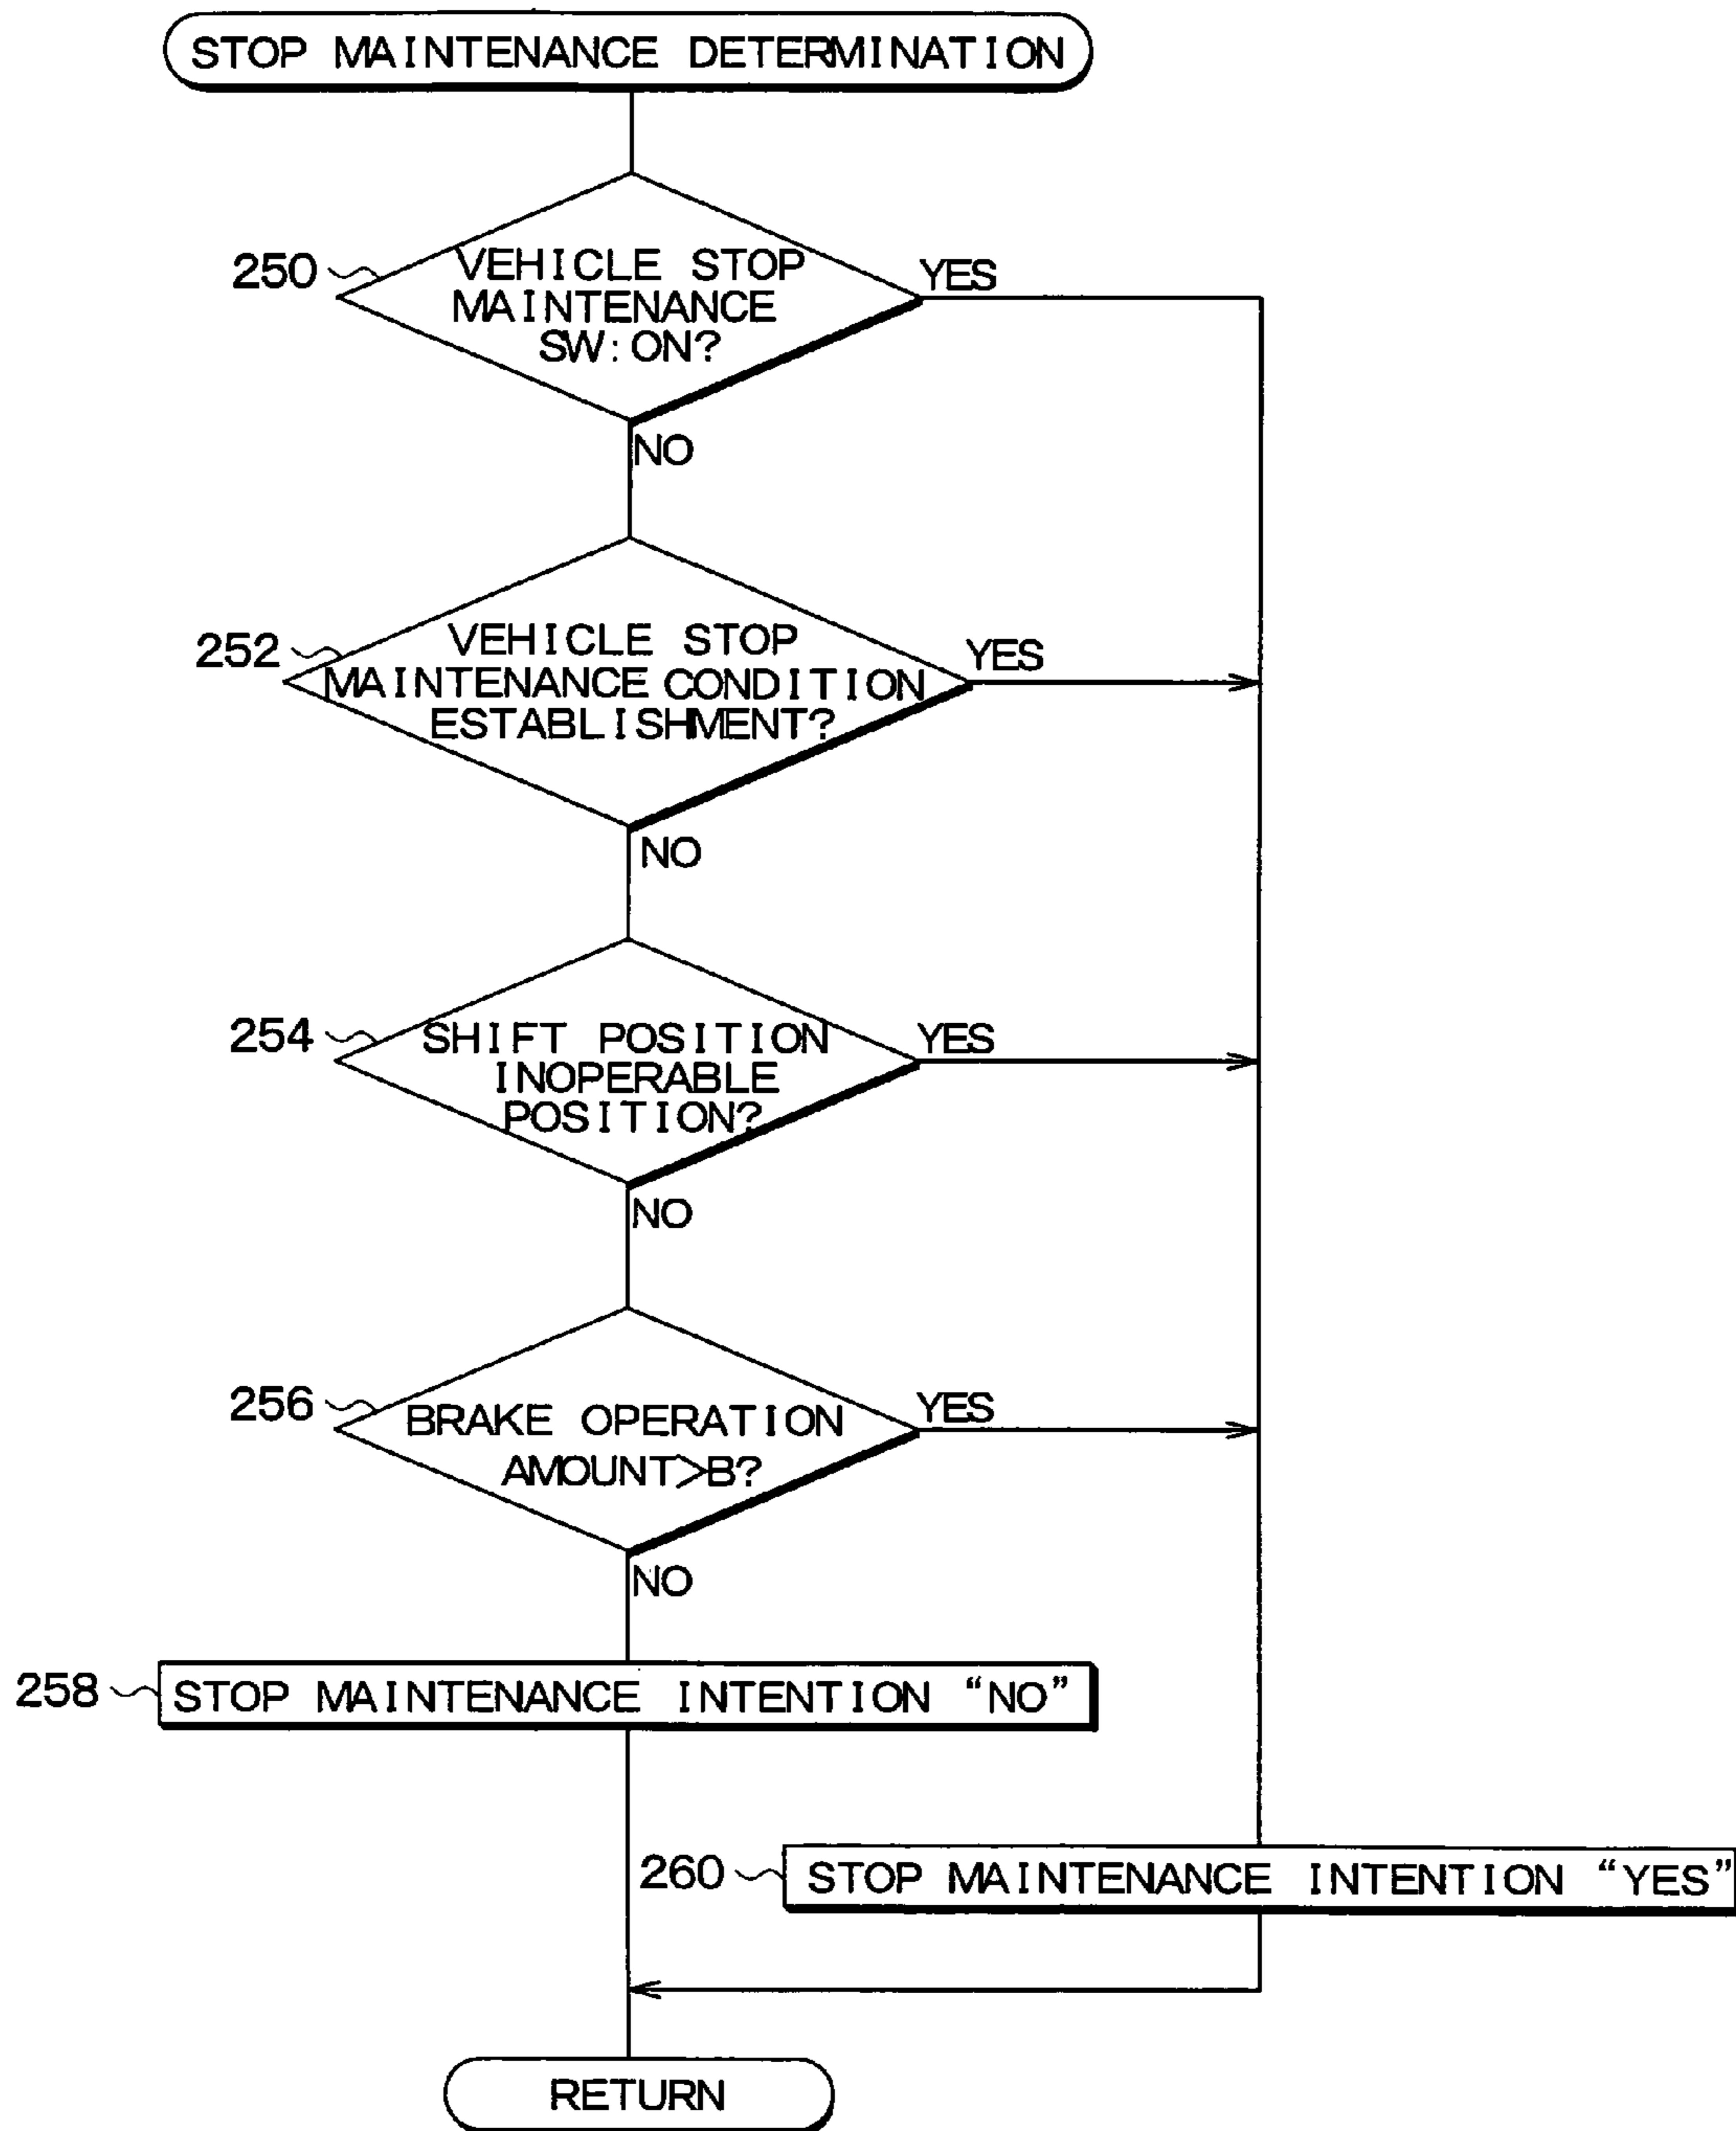 STOP MAINTENANCE DETERMINATION
250
VEHICLE STOP
MAINTENANCE
SW:ON?
YES
NO
252
VEHICLE STOP
MAINTENANCE CONDITION
ESTABLISHMENT?
YES
NO
254
SHIFT POSITION
INOPERABLE
POSITION?
YES
NO
256
BRAKE OPERATION
AMOUNT>B?
YES
NO
258
STOP MAINTENANCE INTENTION “NO”
260
STOP MAINTENANCE INTENTION “YES”
RETURN